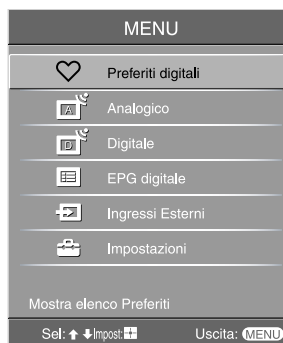 MENU
Preferiti digitali
A Analogico
D Digitale
EPG digitale
Ingressi Esterni
Impostazioni
Mostra elenco Preferiti
Sel: Impost: Uscita: MENU